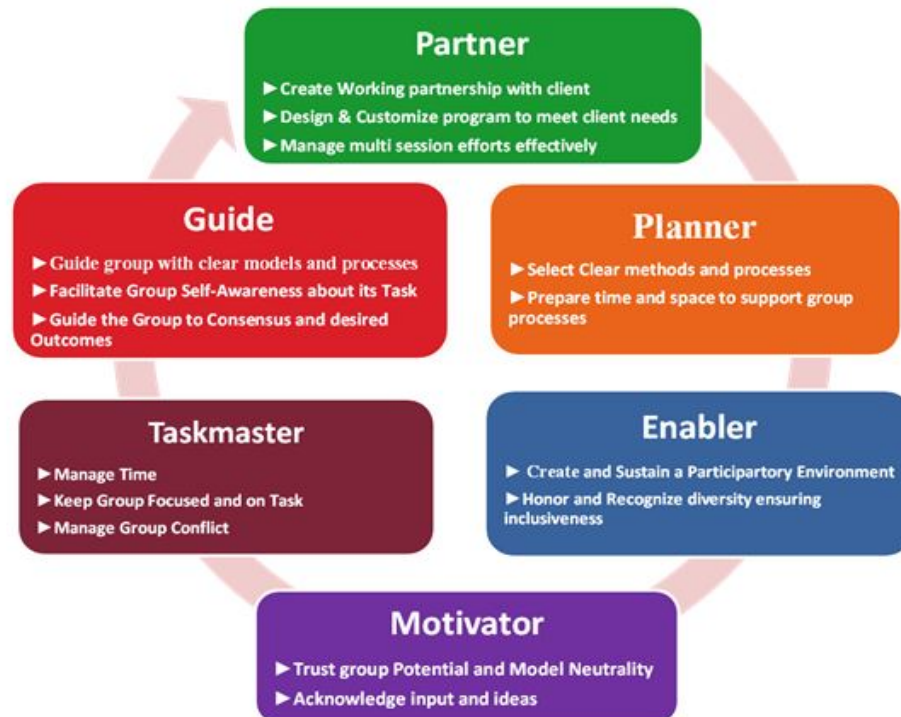 Partner
►Create Working partnership with client
►Design & Customize program to meet client needs
►Manage multi session efforts effectively
Planner
►Select Clear methods and processes
►Prepare time and space to support group
processes
Enabler
► Create and Sustain a Participartory Environment
►Honor and Recognize diversity ensuring
inclusiveness
Motivator
►Trust group Potential and Model Neutrality
►Acknowledge input and ideas
Taskmaster
►Manage Time
►Keep Group Focused and on Task
►Manage Group Conflict
Guide
►Guide group with clear models and processes
►Facilitate Group Self-Awareness about its Task
►Guide the Group to Consensus and desired
Outcomes